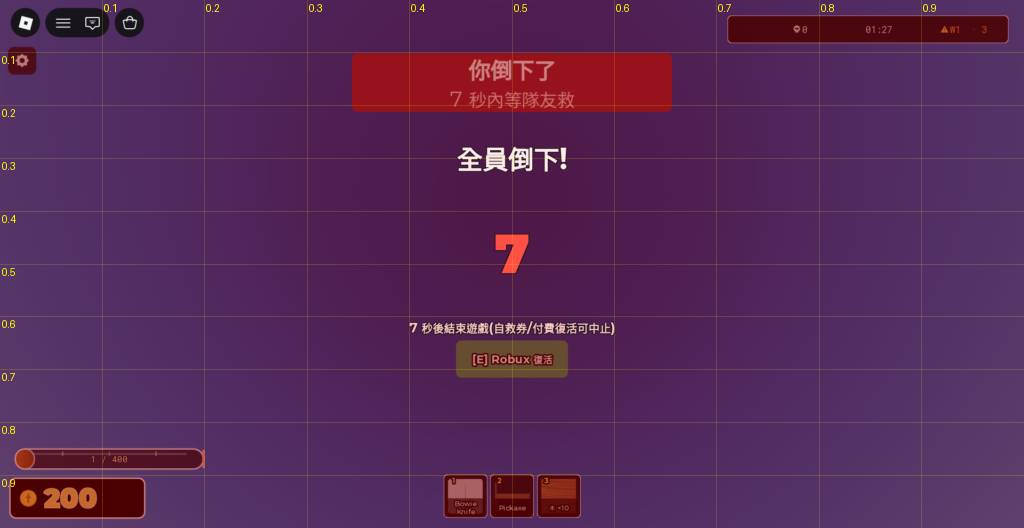 0.1 0.2 0.3 0.4 0.5 0.6 0.7 0.8 0.9
0 01:27 W1 · 3
0.1
你倒下了
7 秒內等隊友救
0.2
全員倒下!
0.3
0.4
7
0.5
0.6
7 秒後結束遊戲(自救券/付費復活可中止)
[E] Robux 復活
0.7
0.8
1 / 400
0.9
200
1
Bowie Knife
2
Pickaxe
3